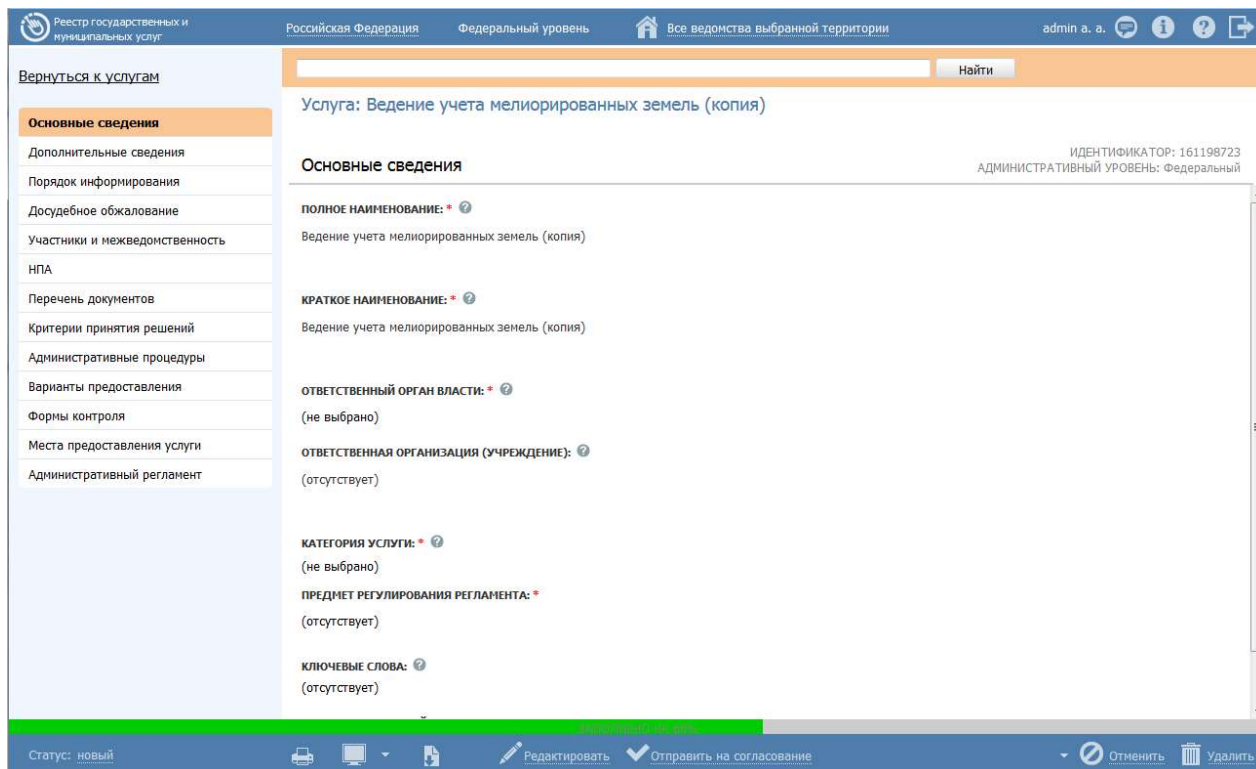 Реестр государственных и
муниципальных услуг
Российская Федерация
Федеральный уровень
Все ведомства выбранной территории
admin a. a.
Вернуться к услугам
Найти
Услуга: Ведение учета мелиорированных земель (копия)
Основные сведения
Дополнительные сведения
Порядок информирования
Досудебное обжалование
Участники и межведомственность
НПА
Перечень документов
Критерии принятия решений
Административные процедуры
Варианты предоставления
Формы контроля
Места предоставления услуги
Административный регламент
Основные сведения
ИДЕНТИФИКАТОР: 161198723
АДМИНИСТРАТИВНЫЙ УРОВЕНЬ: Федеральный
ПОЛНОЕ НАИМЕНОВАНИЕ: *
Ведение учета мелиорированных земель (копия)
КРАТКОЕ НАИМЕНОВАНИЕ: *
Ведение учета мелиорированных земель (копия)
ОТВЕТСТВЕННЫЙ ОРГАН ВЛАСТИ: *
(не выбрано)
ОТВЕТСТВЕННАЯ ОРГАНИЗАЦИЯ (УЧРЕЖДЕНИЕ):
(отсутствует)
КАТЕГОРИЯ УСЛУГИ: *
(не выбрано)
ПРЕДМЕТ РЕГУЛИРОВАНИЯ РЕГЛАМЕНТА: *
(отсутствует)
КЛЮЧЕВЫЕ СЛОВА:
(отсутствует)
Статус: новый
Редактировать
Отправить на согласование
Отменить
Удалить